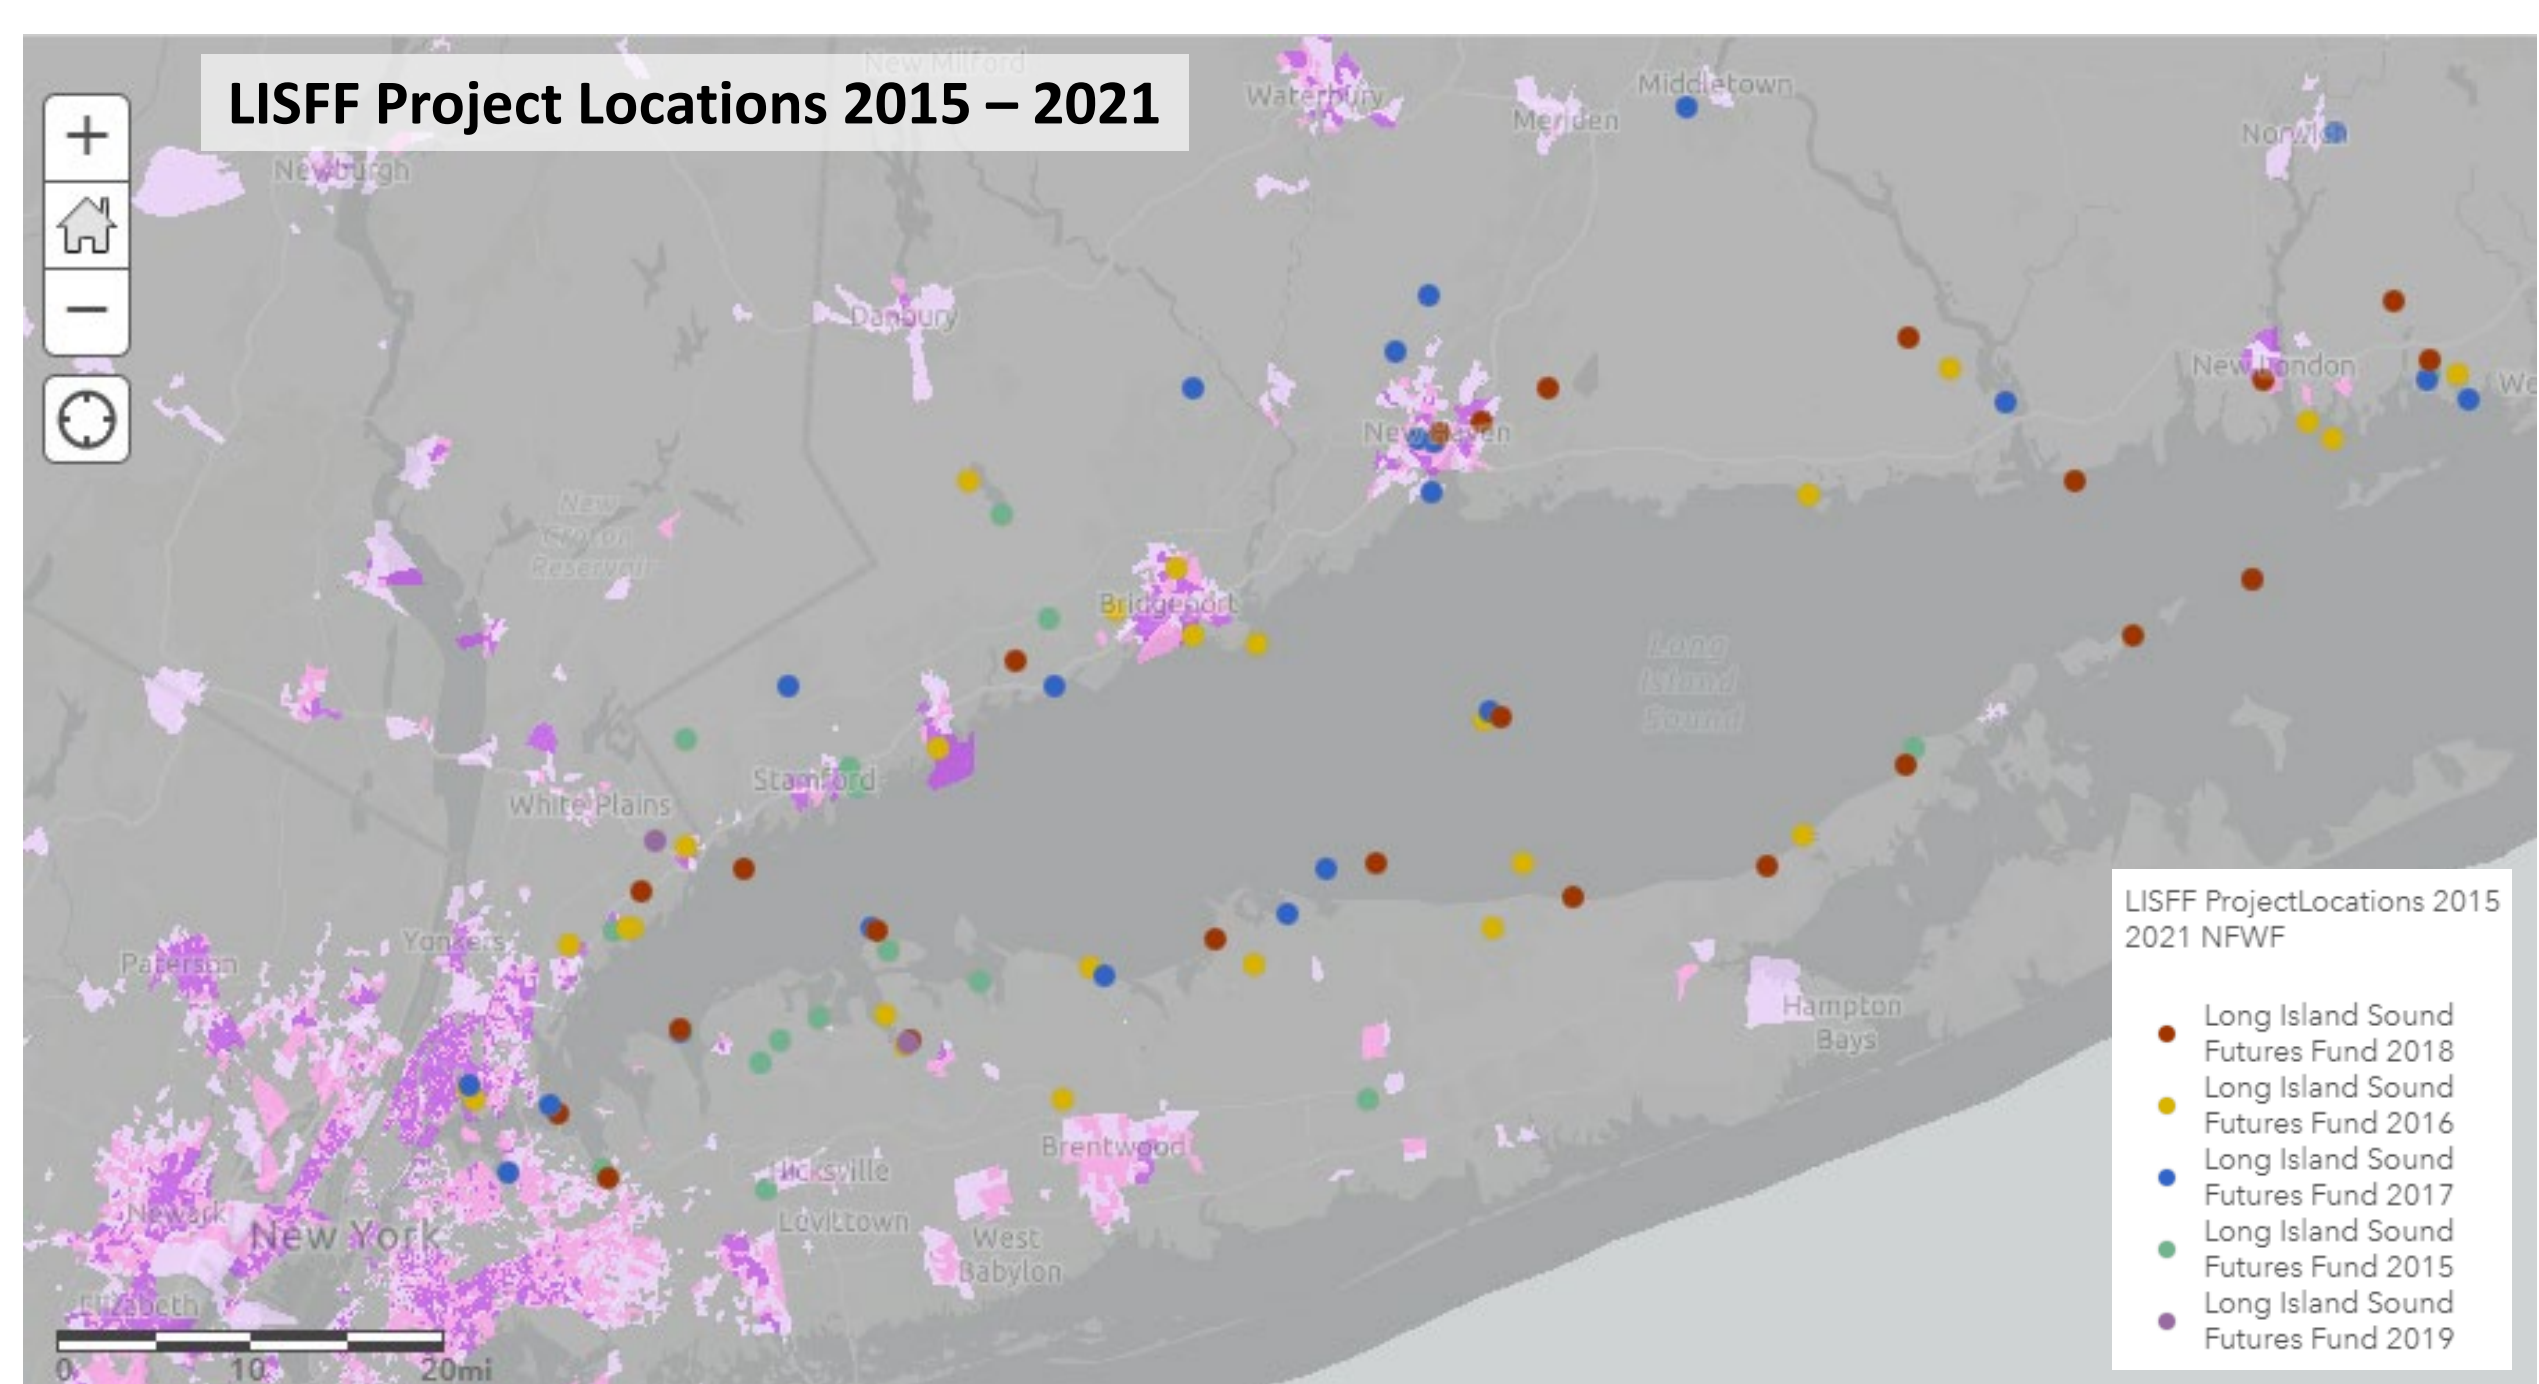 New Milford
LISFF Project Locations 2015 – 2021
Waterbury
Meriden
Middletown
Norwich
Newburgh
+
−
Danbury
New London
We
New Haven
New
Croton
Reservoir
Bridgeport
Long
Island
Sound
Stamford
White Plains
Yonkers
Paterson
Hampton
Bays
Brentwood
Hicksville
Levittown
West
Babylon
Newark
New York
Elizabeth
0 10 20mi
LISFF ProjectLocations 2015
2021 NFWF
Long Island Sound
Futures Fund 2018
Long Island Sound
Futures Fund 2016
Long Island Sound
Futures Fund 2017
Long Island Sound
Futures Fund 2015
Long Island Sound
Futures Fund 2019